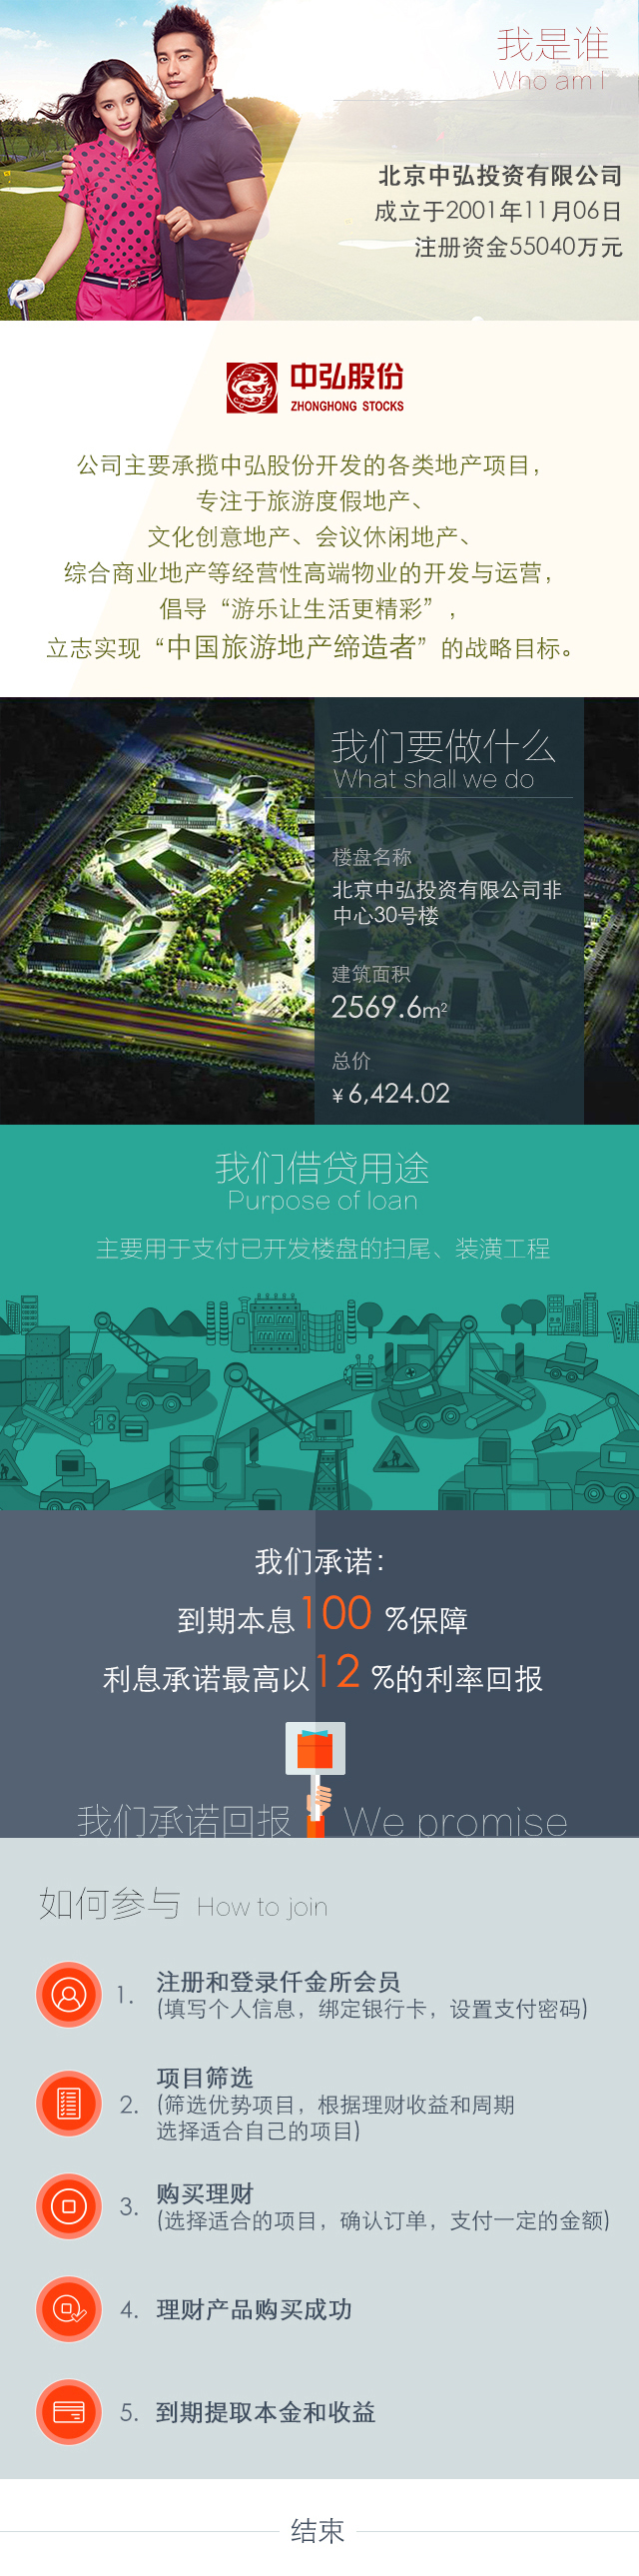 我是谁
Who am I
北京中弘投资有限公司
成立于2001年11月06日
注册资金55040万元
中弘股份
ZHONGHONG STOCKS
公司主要承揽中弘股份开发的各类地产项目，
专注于旅游度假地产、
文化创意地产、会议休闲地产、
综合商业地产等经营性高端物业的开发与运营，
倡导“游乐让生活更精彩”，
立志实现“中国旅游地产缔造者”的战略目标。
我们要做什么
What shall we do
楼盘名称
北京中弘投资有限公司非
中心30号楼
建筑面积
2569.6m²
总价
¥6,424.02
我们借贷用途
Purpose of loan
主要用于支付已开发楼盘的扫尾、装潢工程
我们承诺：
到期本息100 %保障
利息承诺最高以12 %的利率回报
我们承诺回报 We promise
如何参与 How to join
1. 注册和登录仟金所会员
(填写个人信息，绑定银行卡，设置支付密码)
项目筛选
2. (筛选优势项目，根据理财收益和周期
选择适合自己的项目)
3. 购买理财
(选择适合的项目，确认订单，支付一定的金额)
4. 理财产品购买成功
5. 到期提取本金和收益
结束